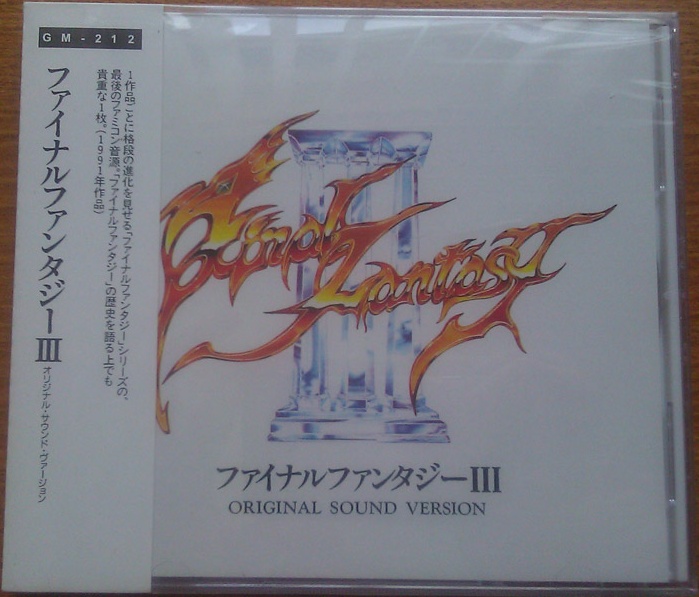 GM-212
ファイナルファンタジーIII
オリジナル・サウンド・ヴァージョン
1作品ごとに格段の進化を見せる「ファイナルファンタジー」シリーズの、
最後のファミコン音源。「ファイナルファンタジー」の歴史を語る上でも
貴重な1枚。(1991年作品)
Final Fantasy
III
ファイナルファンタジーIII
ORIGINAL SOUND VERSION